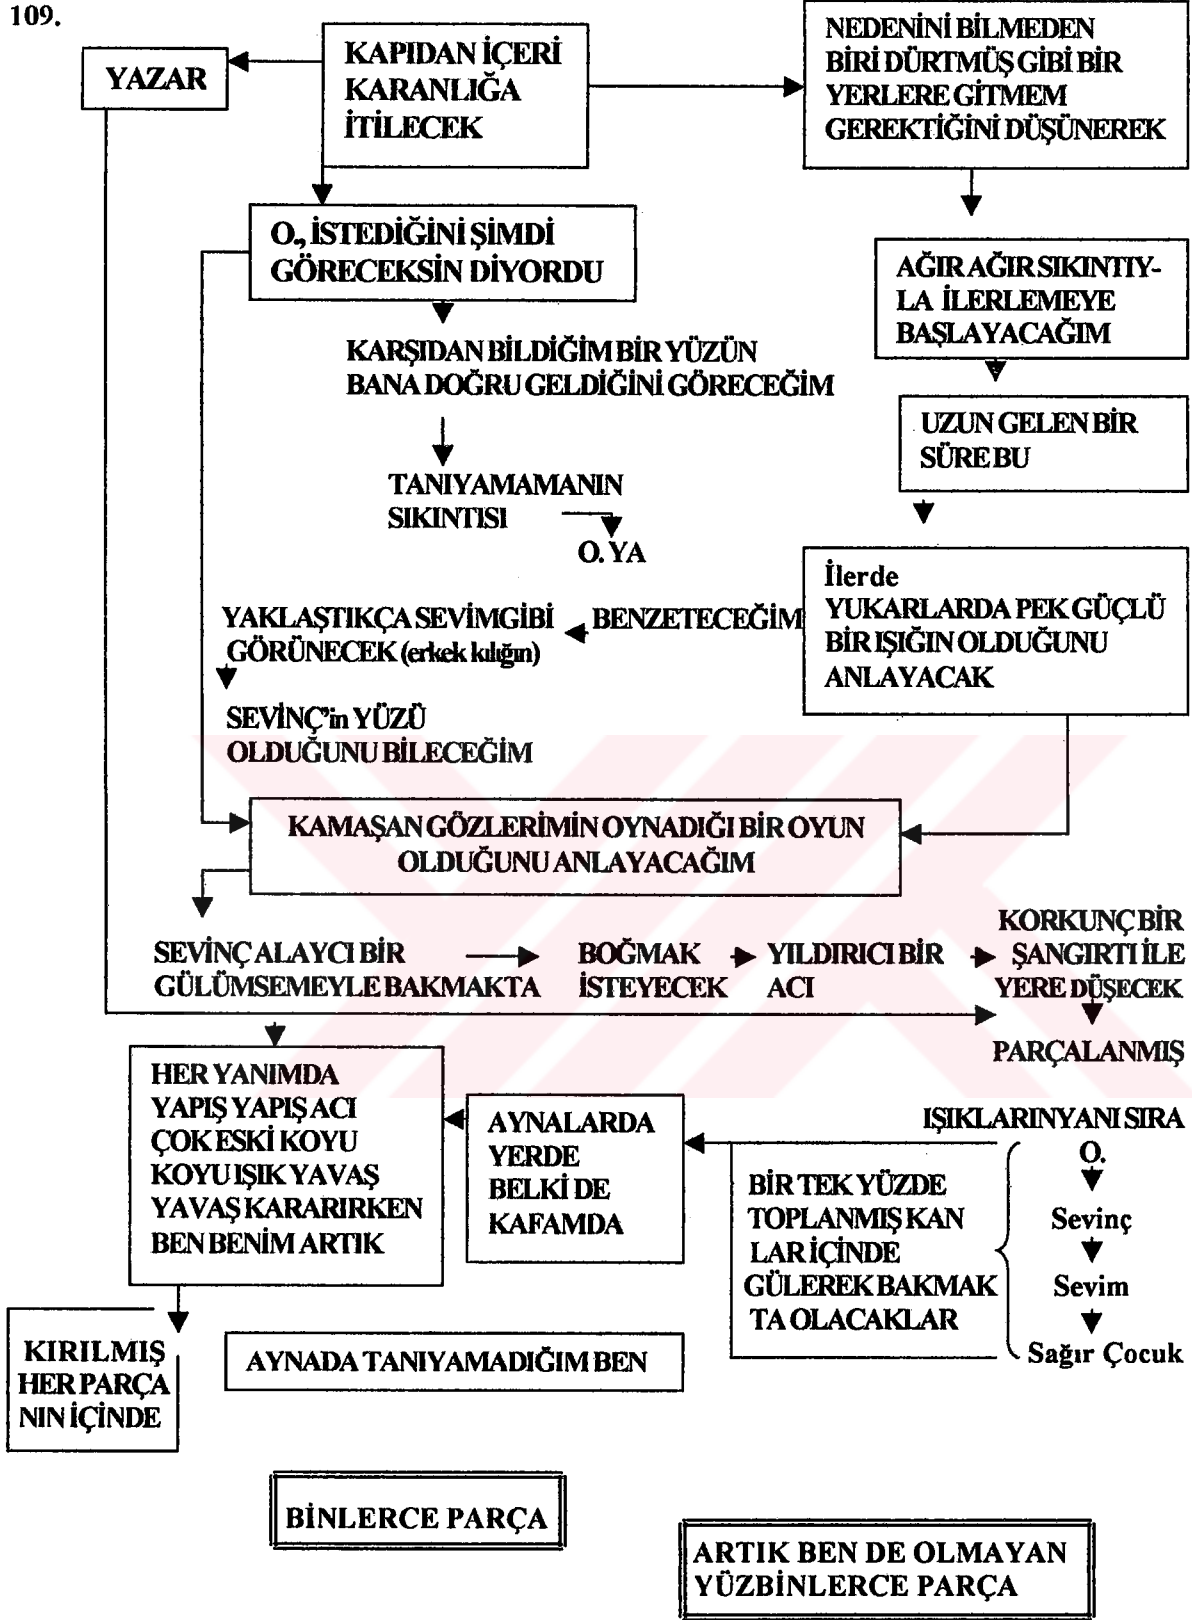 109.
YAZAR
KAPIDAN İÇERİ
KARANLIĞA
İTİLECEK
NEDENİNİ BİLMEDEN
BİRİ DÜRTMÜŞ GİBİ BİR
YERLERE GİTMEM
GEREKTİĞİNİ DÜŞÜNEREK
O., İSTEDİĞİNİ ŞİMDİ
GÖRECEKSİN DİYORDU
AĞIR AĞIR SIKINTIY-
LA İLERLEMEYE
BAŞLAYACAĞIM
KARŞIDAN BİLDİĞİM BİR YÜZÜN
BANA DOĞRU GELDİĞİNİ GÖRECEĞİM
UZUN GELEN BİR
SÜRE BU
TANIYAMAMANIN
SIKINTISI
O. YA
İlerde
YUKARLARDA PEK GÜÇLÜ
BİR IŞIĞIN OLDUĞUNU
ANLAYACAK
BENZETECEĞİM
YAKLAŞTIKÇA SEVİM GİBİ
GÖRÜNECEK (erkek kılığın)
SEVİNÇ'in YÜZÜ
OLDUĞUNU BİLECEĞİM
KAMAŞAN GÖZLERİMİN OYNADIĞI BİR OYUN
OLDUĞUNU ANLAYACAĞIM
SEVİNÇ ALAYCI BİR
GÜLÜMSEMEYLE BAKMAKTA
BOĞMAK
İSTEYECEK
YILDIRICI BİR
ACI
KORKUNÇ BİR
ŞANGIRTI İLE
YERE DÜŞECEK
PARÇALANMIŞ
HER YANIMDA
YAPIŞ YAPIŞ ACI
ÇOK ESKİ KOYU
KOYU IŞIK YAVAŞ
YAVAŞ KARARIRKEN
BEN BENİM ARTIK
AYNALARDA
YERDE
BELKİ DE
KAFAMDA
IŞIKLARIN YANI SIRA
O.
Sevinç
Sevim
Sağır Çocuk
BİR TEK YÜZDE
TOPLANMIŞ KAN
LAR İÇİNDE
GÜLEREK BAKMAK
TA OLACAKLAR
KIRILMIŞ
HER PARÇA
NIN İÇİNDE
AYNADA TANIYAMADIĞIM BEN
BİNLERCE PARÇA
ARTIK BEN DE OLMAYAN
YÜZBİNLERCE PARÇA